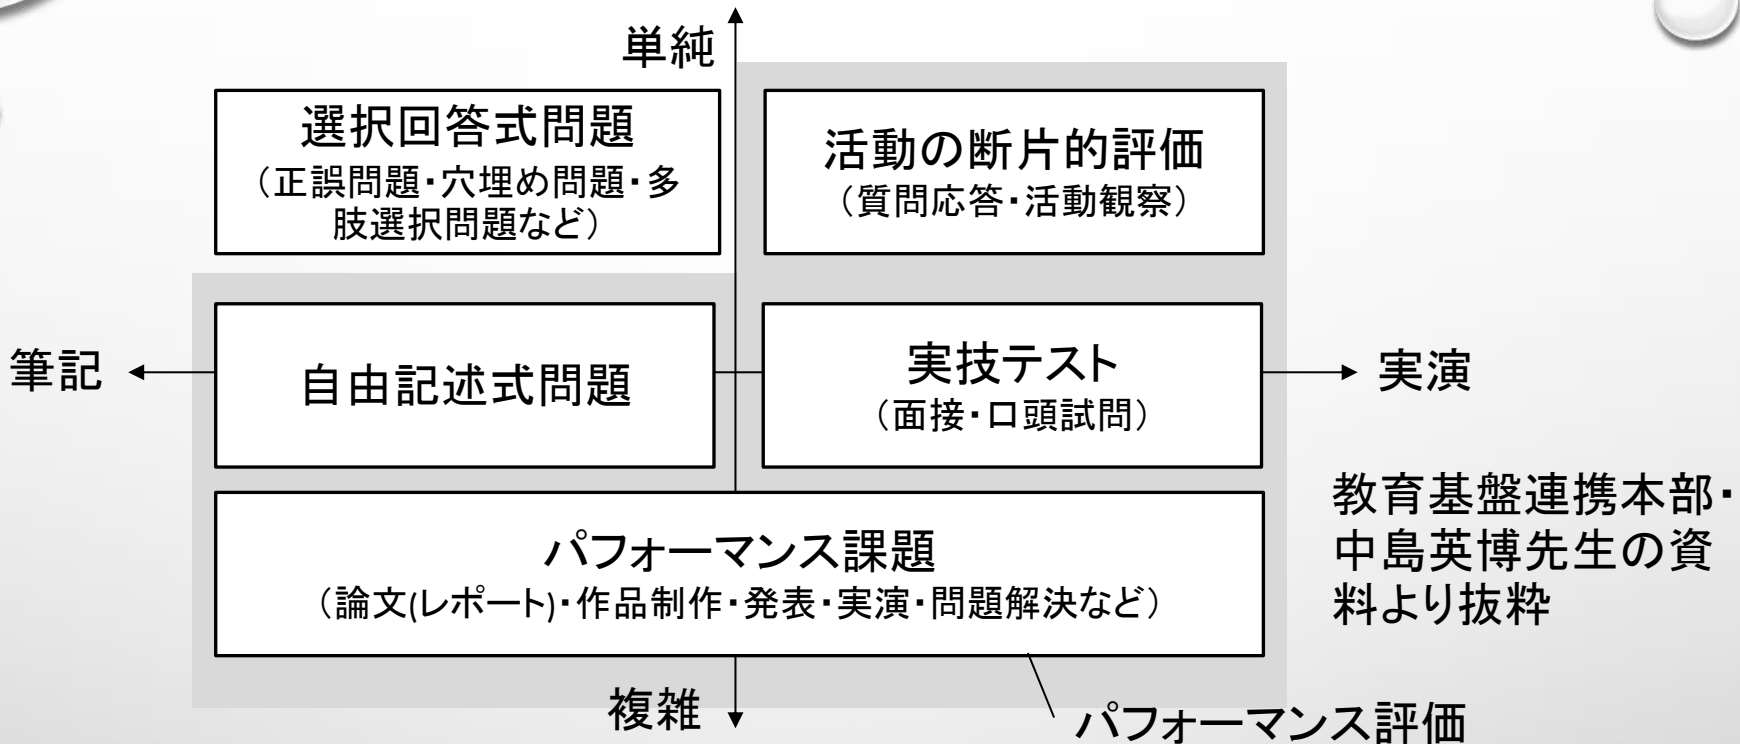 単純
選択回答式問題
（正誤問題・穴埋め問題・多
肢選択問題など）
活動の断片的評価
（質問応答・活動観察）
筆記
自由記述式問題
実技テスト
（面接・口頭試問）
実演
パフォーマンス課題
（論文(レポート)・作品制作・発表・実演・問題解決など）
教育基盤連携本部・
中島英博先生の資
料より抜粋
複雑
パフォーマンス評価